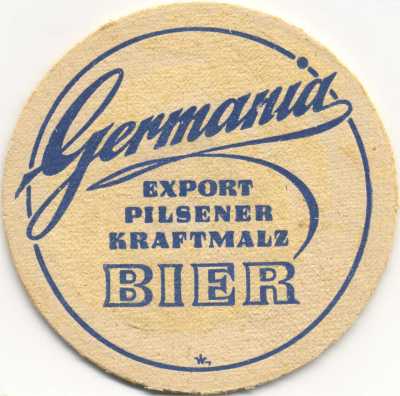 Germania
EXPORT
PILSENER
KRAFTMALZ
BIER